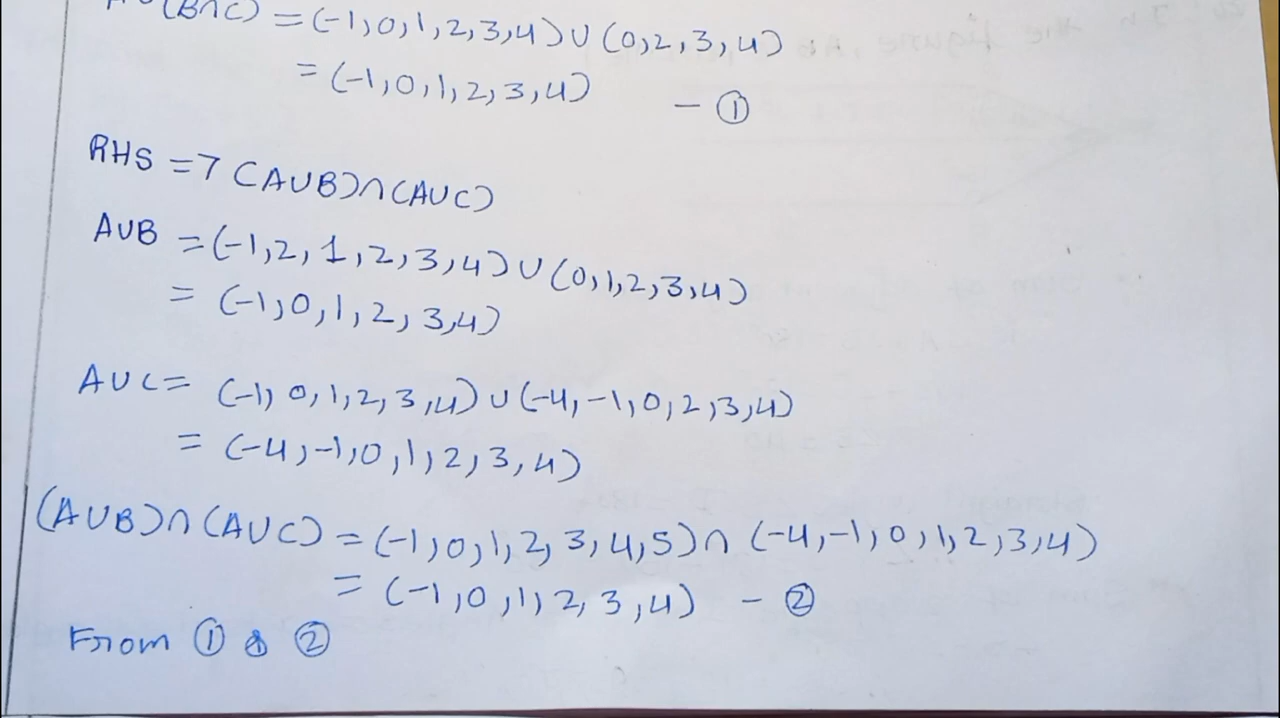 (B∩C) = (-1,0,1,2,3,4) ∪ (0,2,3,4)
= (-1,0,1,2,3,4) - ①
RHS => (A∪B)∩(A∪C)
A∪B = (-1,2,1,2,3,4) ∪ (0,1,2,3,4)
= (-1,0,1,2,3,4)
A∪C = (-1,0,1,2,3,4) ∪ (-4,-1,0,2,3,4)
= (-4,-1,0,1,2,3,4)
(A∪B)∩(A∪C) = (-1,0,1,2,3,4,5) ∩ (-4,-1,0,1,2,3,4)
= (-1,0,1,2,3,4) - ②
From ① & ②